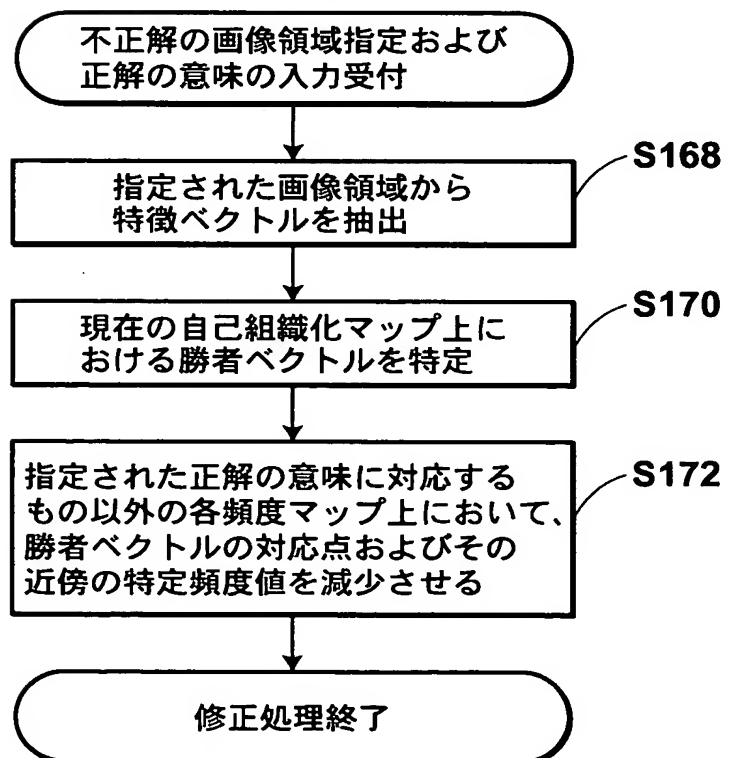 不正解の画像領域指定および
正解の意味の入力受付
S168
指定された画像領域から
特徴ベクトルを抽出
S170
現在の自己組織化マップ上に
おける勝者ベクトルを特定
S172
指定された正解の意味に対応する
もの以外の各頻度マップ上において、
勝者ベクトルの対応点およびその
近傍の特定頻度値を減少させる
修正処理終了